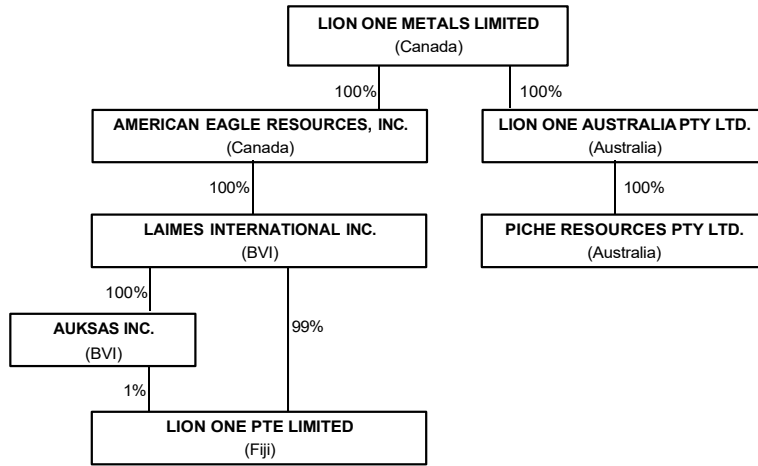 LION ONE METALS LIMITED
(Canada)
100%
100%
AMERICAN EAGLE RESOURCES, INC.
(Canada)
LION ONE AUSTRALIA PTY LTD.
(Australia)
100%
100%
LAIMES INTERNATIONAL INC.
(BVI)
PICHE RESOURCES PTY LTD.
(Australia)
100%
99%
AUKSAS INC.
(BVI)
1%
LION ONE PTE LIMITED
(Fiji)